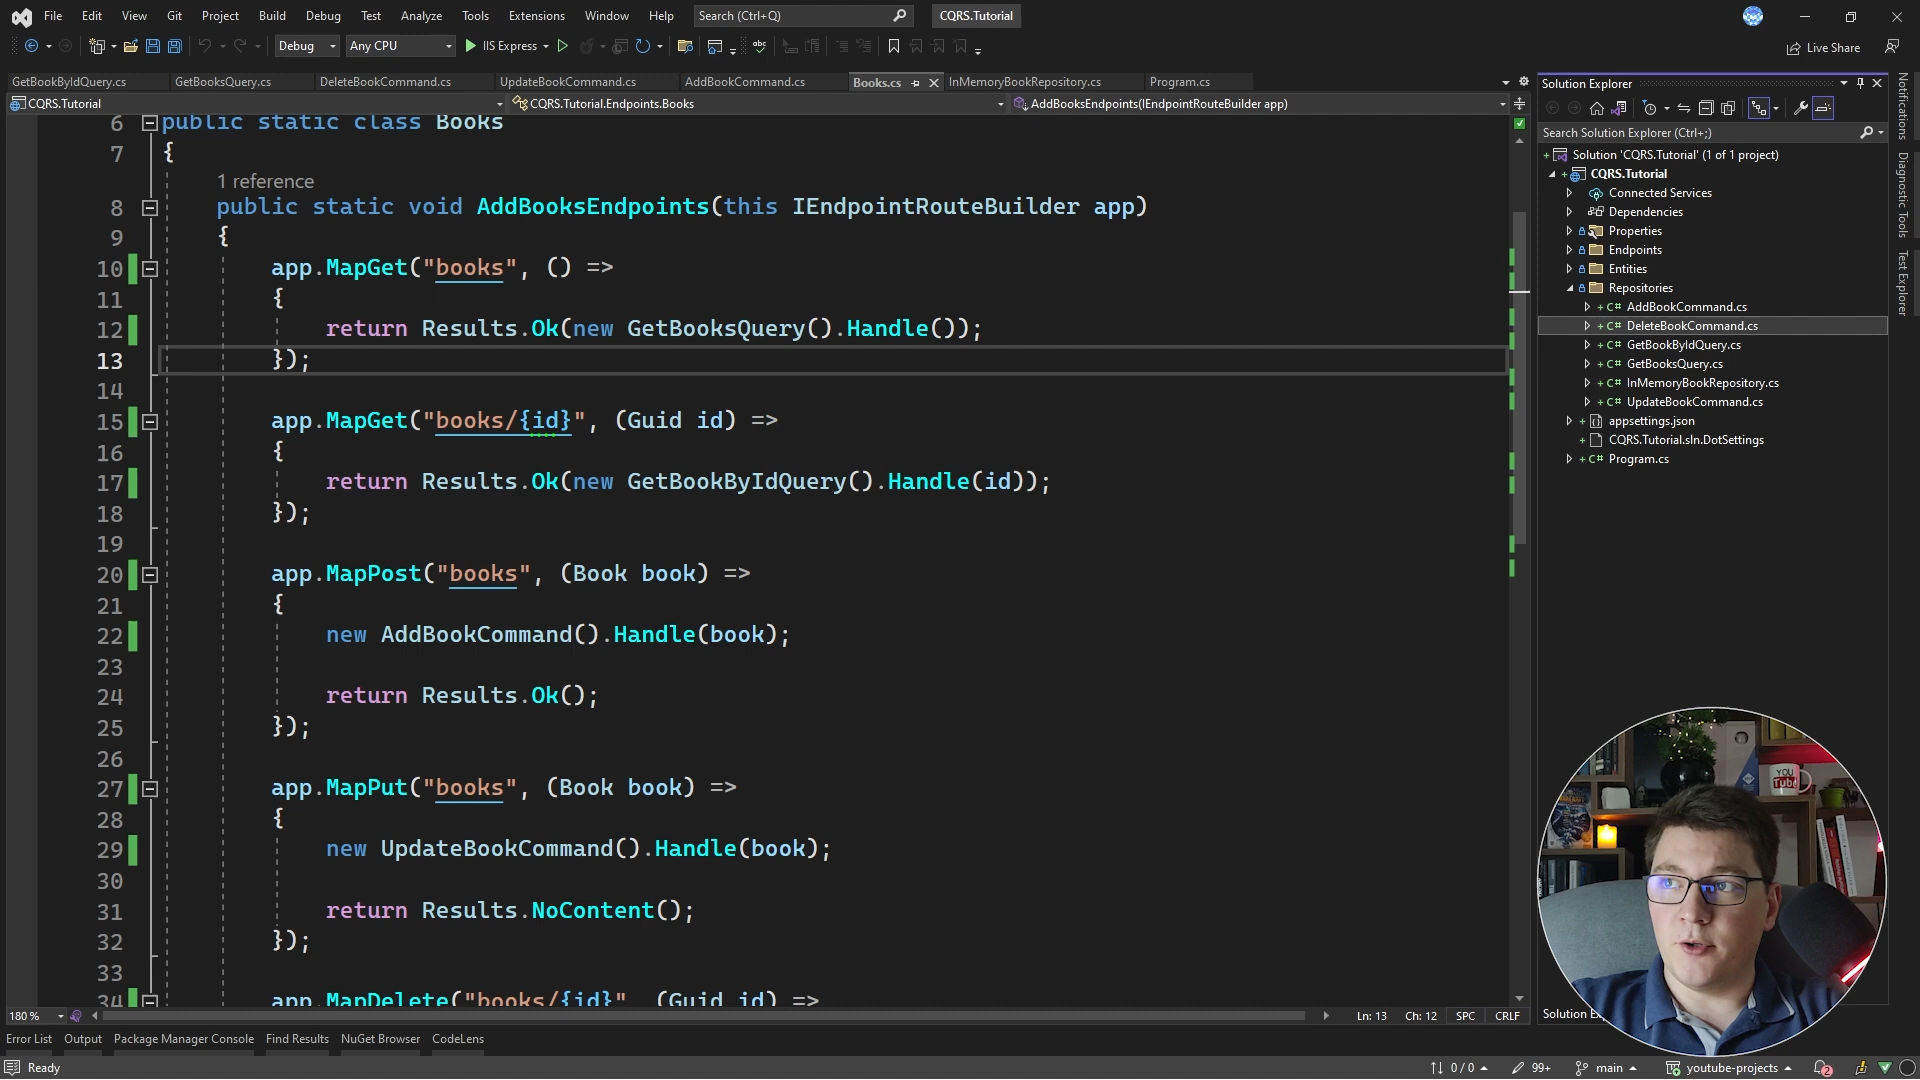 File Edit View Git Project Build Debug Test Analyze Tools Extensions Window Help Search (Ctrl+Q) CQRS.Tutorial
Debug Any CPU IIS Express Live Share
GetBookByIdQuery.cs GetBooksQuery.cs DeleteBookCommand.cs UpdateBookCommand.cs AddBookCommand.cs Books.cs InMemoryBookRepository.cs Program.cs
CQRS.Tutorial CQRS.Tutorial.Endpoints.Books AddBooksEndpoints(IEndpointRouteBuilder app)
6 public static class Books
7 {
1 reference
8 public static void AddBooksEndpoints(this IEndpointRouteBuilder app)
9 {
10 app.MapGet("books", () =>
11 {
12 return Results.Ok(new GetBooksQuery().Handle());
13 });
14
15 app.MapGet("books/{id}", (Guid id) =>
16 {
17 return Results.Ok(new GetBookByIdQuery().Handle(id));
18 });
19
20 app.MapPost("books", (Book book) =>
21 {
22 new AddBookCommand().Handle(book);
23
24 return Results.Ok();
25 });
26
27 app.MapPut("books", (Book book) =>
28 {
29 new UpdateBookCommand().Handle(book);
30
31 return Results.NoContent();
32 });
33
34 app.MapDelete("books/{id}", (Guid id) =>
180 % Ln: 13 Ch: 12 SPC CRLF
Error List Output Package Manager Console Find Results NuGet Browser CodeLens
Ready 0 / 0 99+ main youtube-projects 2
Solution Explorer
Search Solution Explorer (Ctrl+;)
Solution 'CQRS.Tutorial' (1 of 1 project)
CQRS.Tutorial
Connected Services
Dependencies
Properties
Endpoints
Entities
Repositories
C# AddBookCommand.cs
C# DeleteBookCommand.cs
C# GetBookByIdQuery.cs
C# GetBooksQuery.cs
C# InMemoryBookRepository.cs
C# UpdateBookCommand.cs
appsettings.json
CQRS.Tutorial.sln.DotSettings
C# Program.cs
Solution Ex
Notifications
Diagnostic Tools
Test Explorer
YOU
Tube